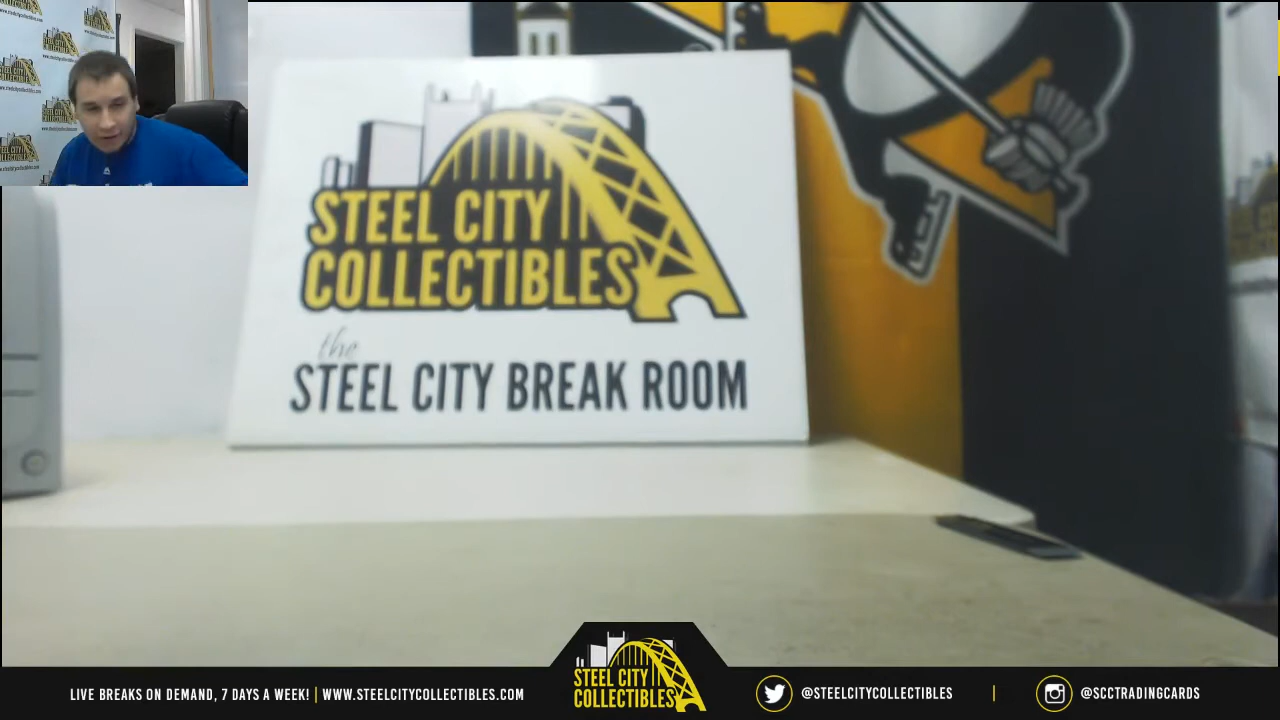 STEEL CITY
COLLECTIBLES
the
STEEL CITY BREAK ROOM
LIVE BREAKS ON DEMAND, 7 DAYS A WEEK! | WWW.STEELCITYCOLLECTIBLES.COM
STEEL CITY
COLLECTIBLES
@STEELCITYCOLLECTIBLES | @SCCTRADINGCARDS